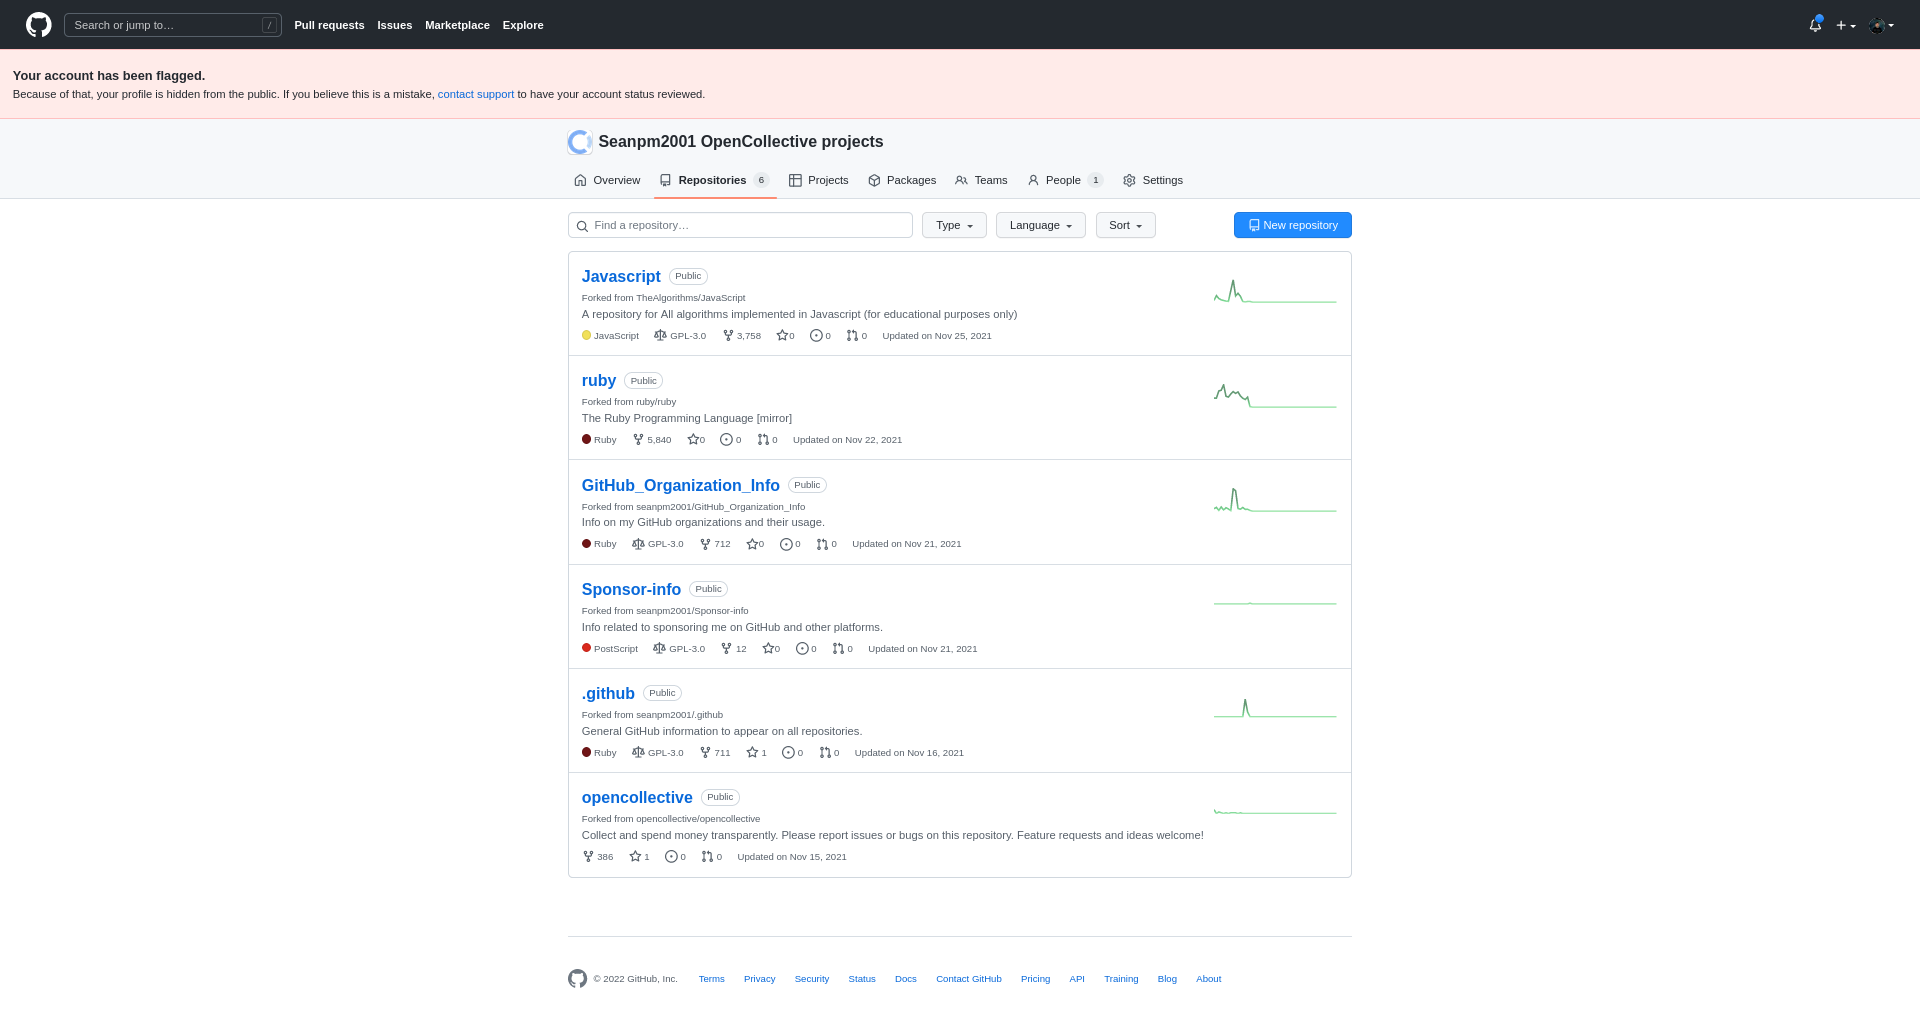 Search or jump to… /
Pull requests Issues Marketplace Explore
Your account has been flagged.
Because of that, your profile is hidden from the public. If you believe this is a mistake, contact support to have your account status reviewed.
Seanpm2001 OpenCollective projects
Overview Repositories 6 Projects Packages Teams People 1 Settings
Find a repository… Type Language Sort New repository
Javascript Public
Forked from TheAlgorithms/JavaScript
A repository for All algorithms implemented in Javascript (for educational purposes only)
JavaScript GPL-3.0 3,758 0 0 0 Updated on Nov 25, 2021
ruby Public
Forked from ruby/ruby
The Ruby Programming Language [mirror]
Ruby 5,840 0 0 0 Updated on Nov 22, 2021
GitHub_Organization_Info Public
Forked from seanpm2001/GitHub_Organization_Info
Info on my GitHub organizations and their usage.
Ruby GPL-3.0 712 0 0 0 Updated on Nov 21, 2021
Sponsor-info Public
Forked from seanpm2001/Sponsor-info
Info related to sponsoring me on GitHub and other platforms.
PostScript GPL-3.0 12 0 0 0 Updated on Nov 21, 2021
.github Public
Forked from seanpm2001/.github
General GitHub information to appear on all repositories.
Ruby GPL-3.0 711 1 0 0 Updated on Nov 16, 2021
opencollective Public
Forked from opencollective/opencollective
Collect and spend money transparently. Please report issues or bugs on this repository. Feature requests and ideas welcome!
386 1 0 0 Updated on Nov 15, 2021
© 2022 GitHub, Inc. Terms Privacy Security Status Docs Contact GitHub Pricing API Training Blog About